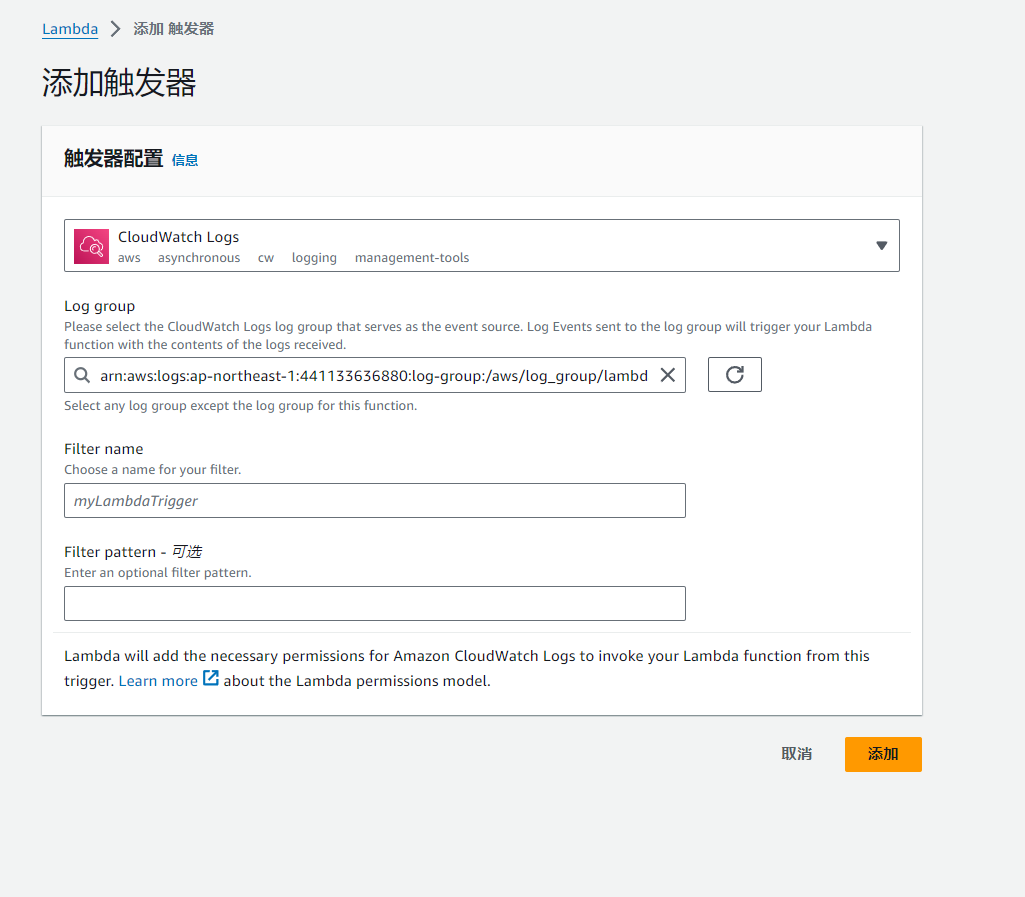 Lambda > 添加 触发器
添加触发器
触发器配置 信息
CloudWatch Logs
aws asynchronous cw logging management-tools
Log group
Please select the CloudWatch Logs log group that serves as the event source. Log Events sent to the log group will trigger your Lambda
function with the contents of the logs received.
arn:aws:logs:ap-northeast-1:441133636880:log-group:/aws/log_group/lambd
Select any log group except the log group for this function.
Filter name
Choose a name for your filter.
myLambdaTrigger
Filter pattern - 可选
Enter an optional filter pattern.
Lambda will add the necessary permissions for Amazon CloudWatch Logs to invoke your Lambda function from this
trigger. Learn more about the Lambda permissions model.
取消 添加